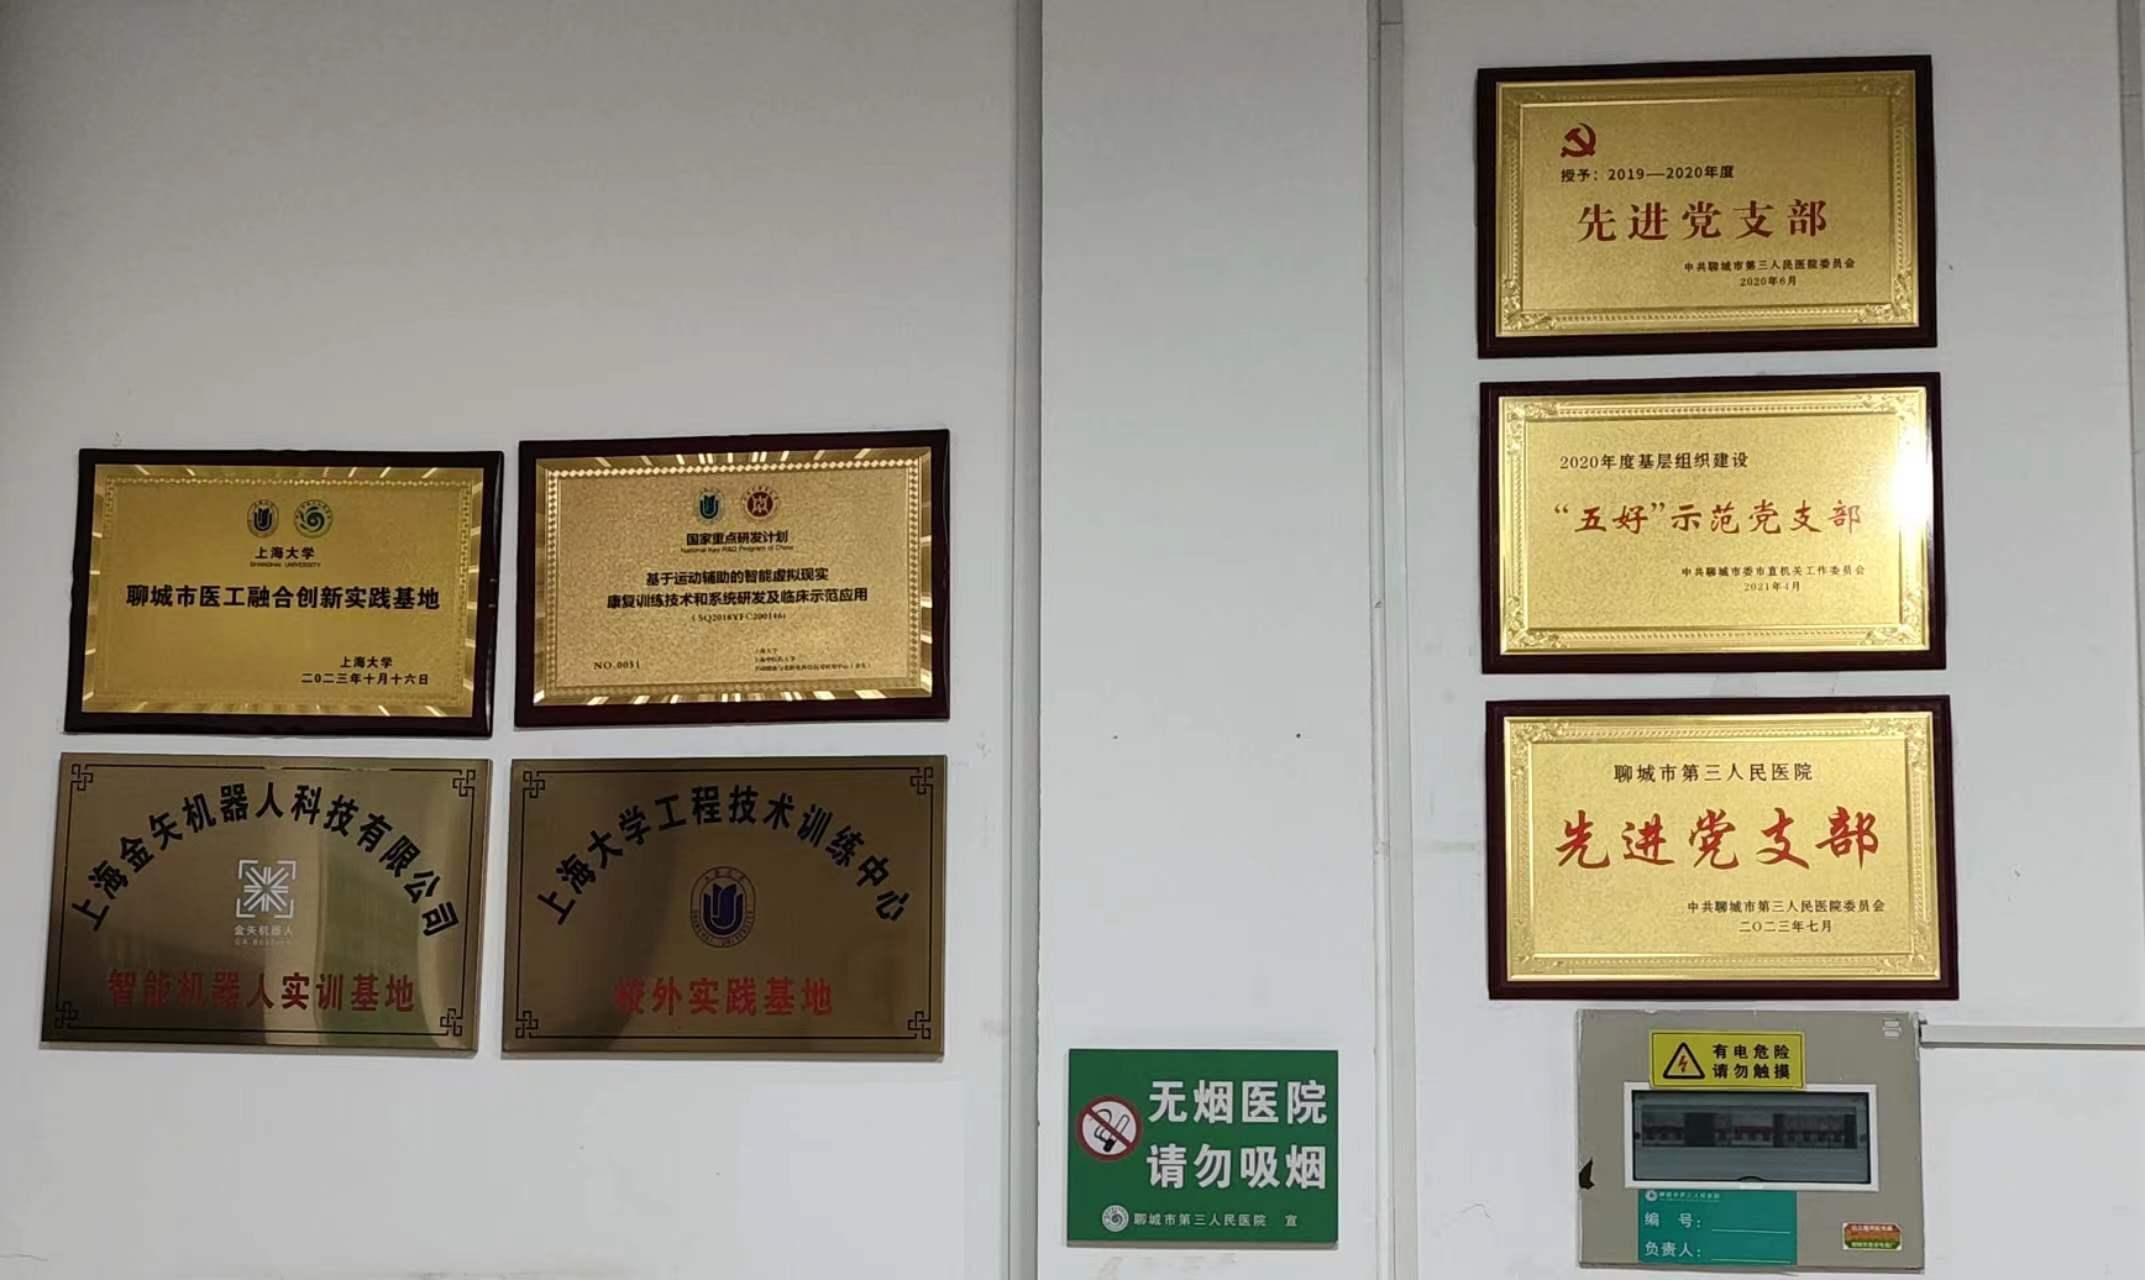 上海大学
SHANGHAI UNIVERSITY
聊城市医工融合创新实践基地
上海大学
二〇二三年十月十六日
国家重点研发计划
National Key R&D Program of China
基于运动辅助的智能虚拟现实
康复训练技术和系统研发及临床示范应用
NO.0051
上海大学
上海金矢机器人科技有限公司
金矢机器人
智能机器人实训基地
上海大学工程技术训练中心
校外实践基地
无烟医院
请勿吸烟
聊城市第三人民医院 宣
授予：2019—2020年度
先进党支部
中共聊城市第三人民医院委员会
2020年6月
2020年度基层组织建设
“五好”示范党支部
中共聊城市委市直机关工作委员会
2021年4月
聊城市第三人民医院
先进党支部
中共聊城市第三人民医院委员会
二〇二三年七月
有电危险
请勿触摸
聊城市第三人民医院
编 号：
负责人：